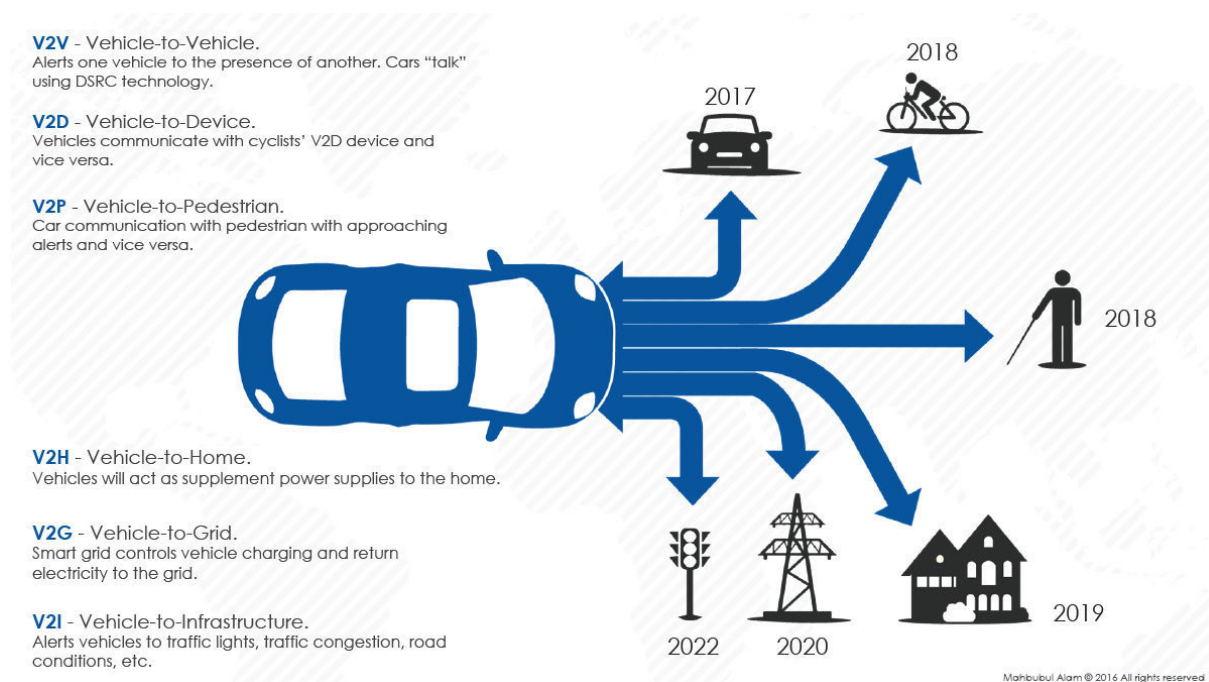 V2V - Vehicle-to-Vehicle.
Alerts one vehicle to the presence of another. Cars “talk”
using DSRC technology.
V2D - Vehicle-to-Device.
Vehicles communicate with cyclists’ V2D device and
vice versa.
V2P - Vehicle-to-Pedestrian.
Car communication with pedestrian with approaching
alerts and vice versa.
V2H - Vehicle-to-Home.
Vehicles will act as supplement power supplies to the home.
V2G - Vehicle-to-Grid.
Smart grid controls vehicle charging and return
electricity to the grid.
V2I - Vehicle-to-Infrastructure.
Alerts vehicles to traffic lights, traffic congestion, road
conditions, etc.
2017
2018
2018
2019
2020
2022
Mahbubul Alam © 2016 All rights reserved